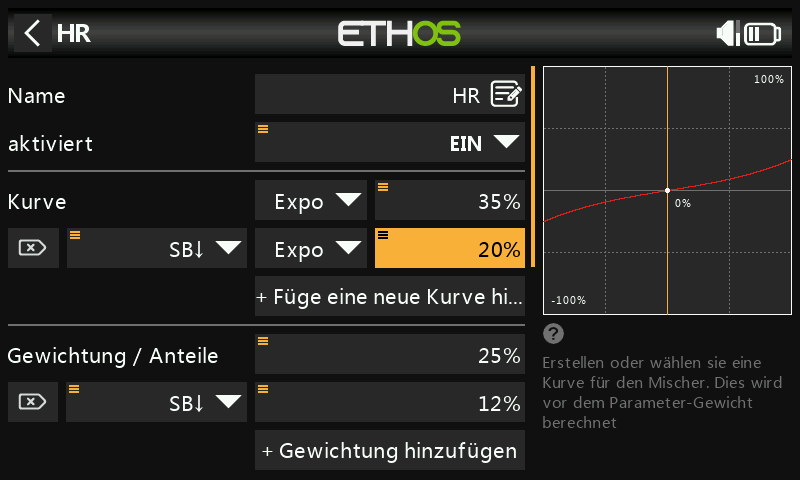 HR
ETHOS
Name
HR
aktiviert
EIN
Kurve
Expo
35%
SB↓
Expo
20%
+ Füge eine neue Kurve hi...
Gewichtung / Anteile
25%
SB↓
12%
+ Gewichtung hinzufügen
100%
0%
-100%
?
Erstellen oder wählen sie eine
Kurve für den Mischer. Dies wird
vor dem Parameter-Gewicht
berechnet